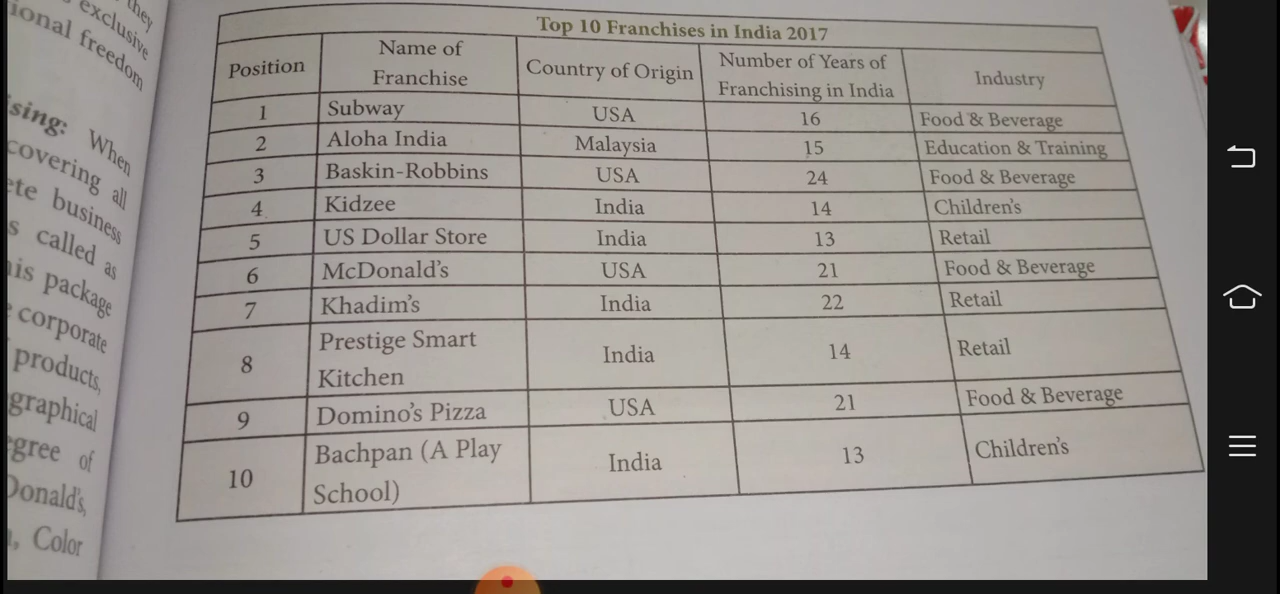 they
exclusive
ional freedom
sing: When
covering all
ete business
s called as
his package
corporate
products,
graphical
egree of
Donald's,
, Color
Top 10 Franchises in India 2017
Position Name of Franchise Country of Origin Number of Years of Franchising in India Industry
1 Subway USA 16 Food & Beverage
2 Aloha India Malaysia 15 Education & Training
3 Baskin-Robbins USA 24 Food & Beverage
4 Kidzee India 14 Children's
5 US Dollar Store India 13 Retail
6 McDonald's USA 21 Food & Beverage
7 Khadim's India 22 Retail
8 Prestige Smart Kitchen India 14 Retail
9 Domino's Pizza USA 21 Food & Beverage
10 Bachpan (A Play School) India 13 Children's